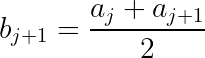 b_{j+1} = \frac{a_j + a_{j+1}}{2}